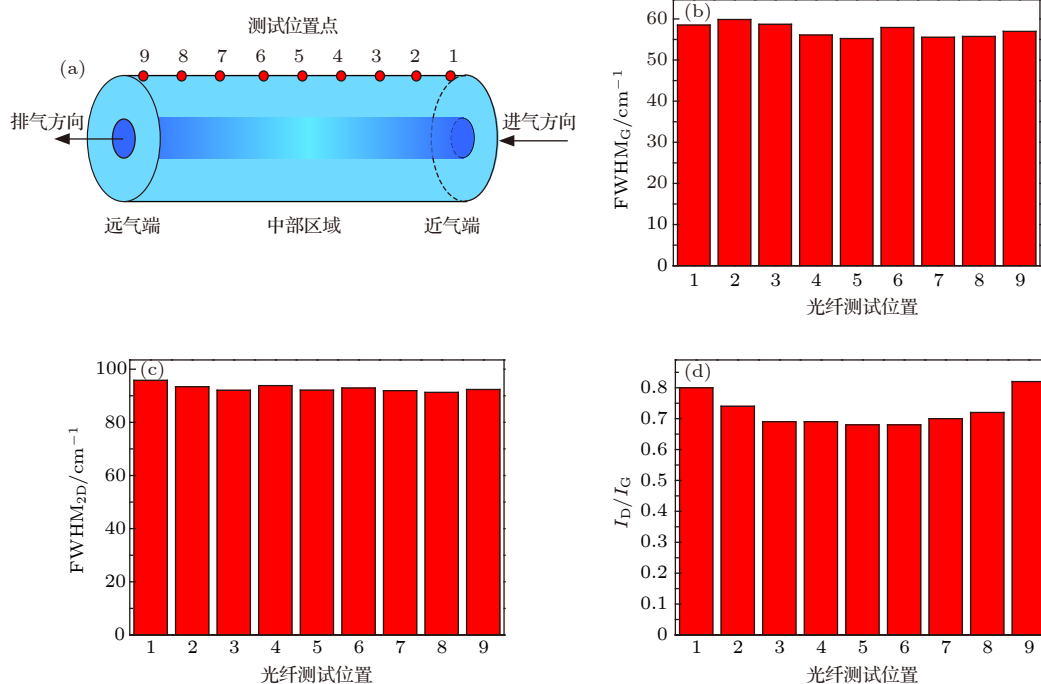 测试位置点
9 8 7 6 5 4 3 2 1
(a)
排气方向
进气方向
远气端
中部区域
近气端
(b)
FWHM_G/cm⁻¹
60
50
40
30
20
10
0
1 2 3 4 5 6 7 8 9
光纤测试位置
(c)
FWHM_2D/cm⁻¹
100
80
60
40
20
0
1 2 3 4 5 6 7 8 9
光纤测试位置
(d)
I_D/I_G
0.8
0.7
0.6
0.5
0.4
0.3
0.2
0.1
0
1 2 3 4 5 6 7 8 9
光纤测试位置